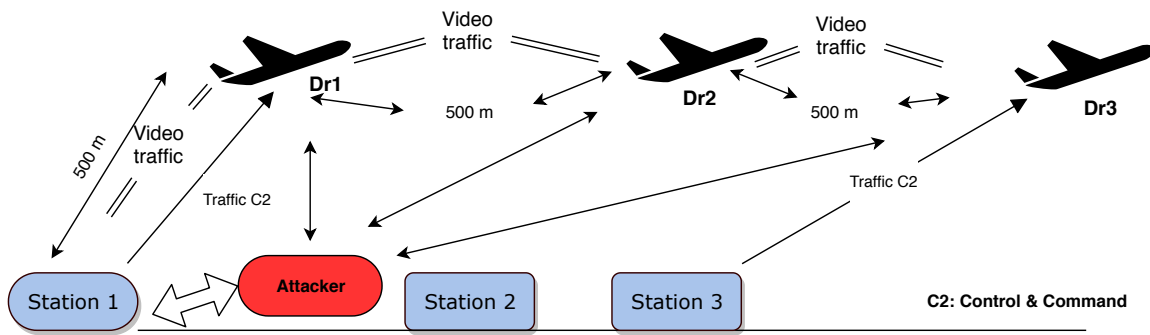 Video
traffic
Video
traffic
Dr1
Dr2
Dr3
500 m
500 m
500 m
Video
traffic
Traffic C2
Traffic C2
Station 1
Attacker
Station 2
Station 3
C2: Control & Command